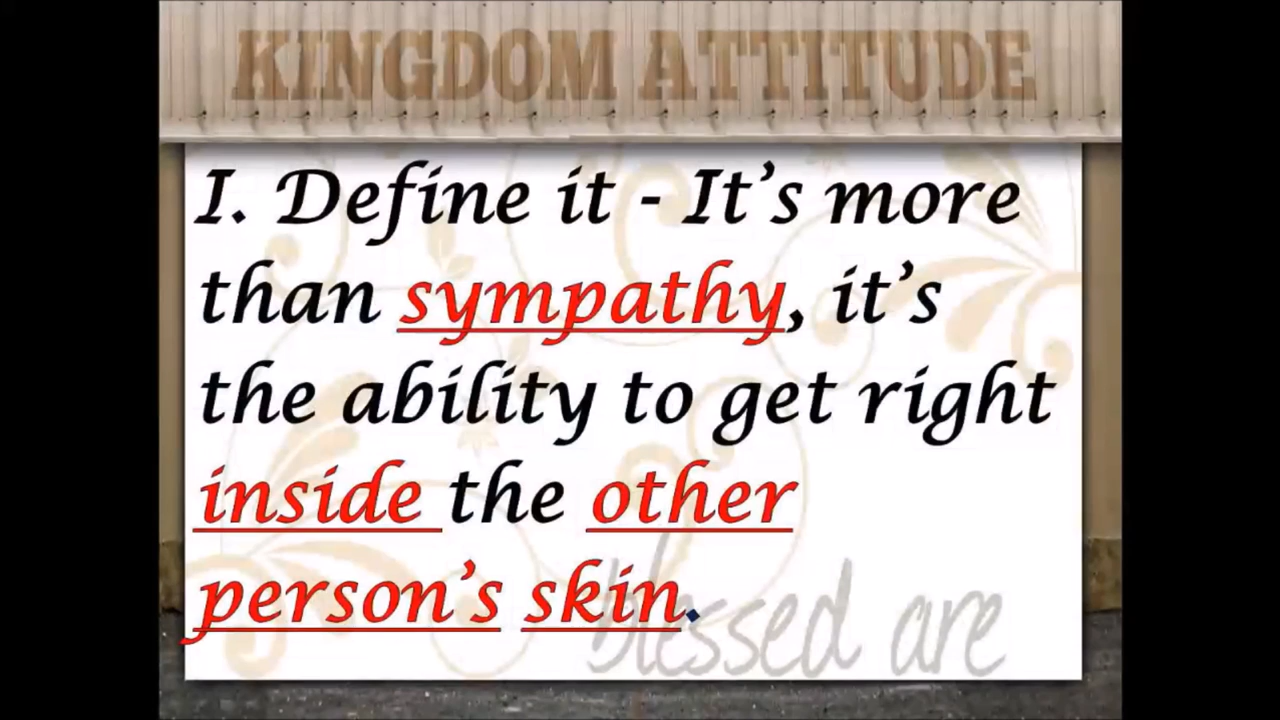 KINGDOM ATTITUDE
I. Define it - It's more
than sympathy, it's
the ability to get right
inside the other
person's skin.
blessed are